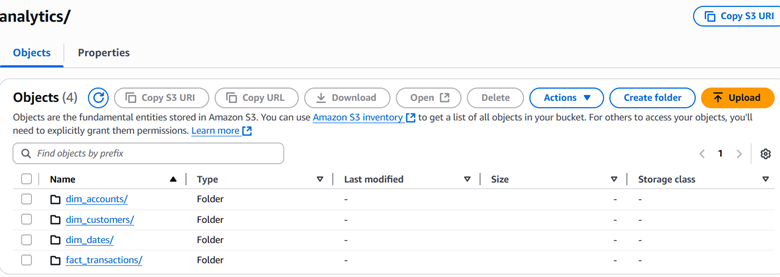 analytics/
Copy S3 URI
Objects
Properties
Objects (4)
Copy S3 URI
Copy URL
Download
Open
Delete
Actions
Create folder
Upload
Objects are the fundamental entities stored in Amazon S3. You can use Amazon S3 inventory to get a list of all objects in your bucket. For others to access your objects, you'll
need to explicitly grant them permissions. Learn more
Find objects by prefix
1
Name Type Last modified Size Storage class
dim_accounts/ Folder - - -
dim_customers/ Folder - - -
dim_dates/ Folder - - -
fact_transactions/ Folder - - -